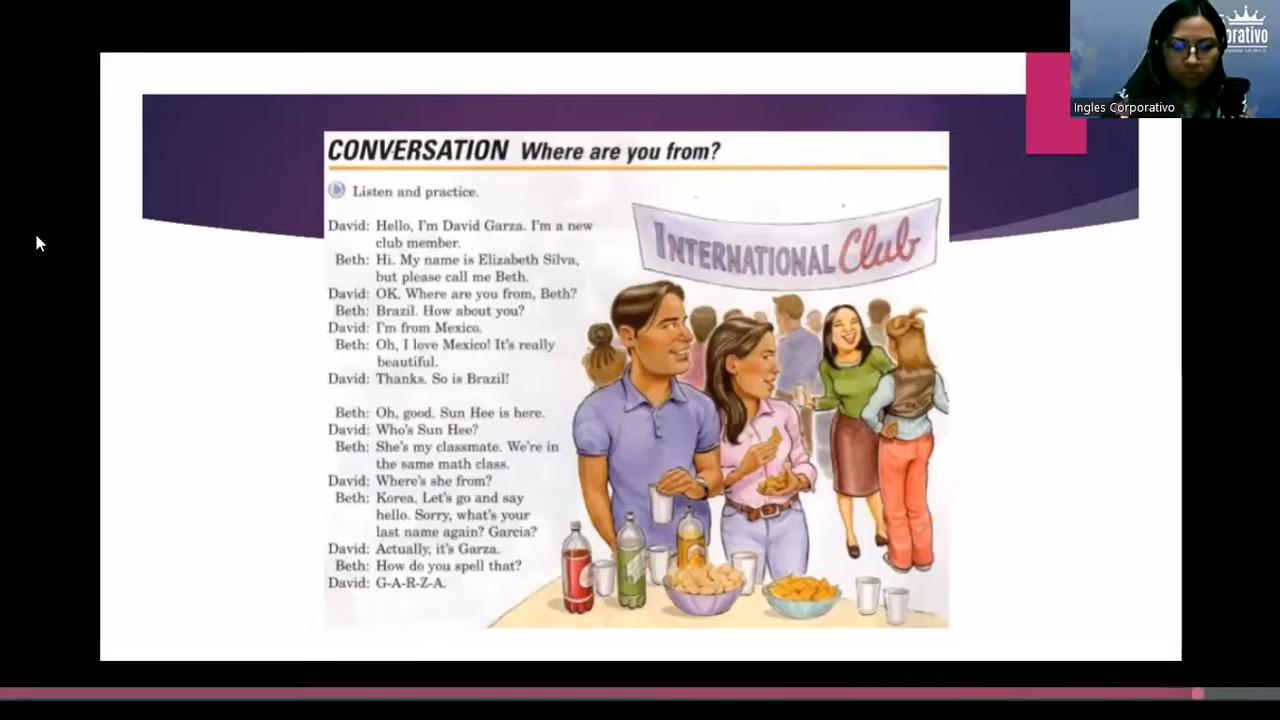 CONVERSATION Where are you from?
Listen and practice.
David: Hello, I'm David Garza. I'm a new
club member.
Beth: Hi. My name is Elizabeth Silva,
but please call me Beth.
David: OK. Where are you from, Beth?
Beth: Brazil. How about you?
David: I'm from Mexico.
Beth: Oh, I love Mexico! It's really
beautiful.
David: Thanks. So is Brazil!
Beth: Oh, good. Sun Hee is here.
David: Who's Sun Hee?
Beth: She's my classmate. We're in
the same math class.
David: Where's she from?
Beth: Korea. Let's go and say
hello. Sorry, what's your
last name again? Garcia?
David: Actually, it's Garza.
Beth: How do you spell that?
David: G-A-R-Z-A.
INTERNATIONAL Club
Ingles Corporativo